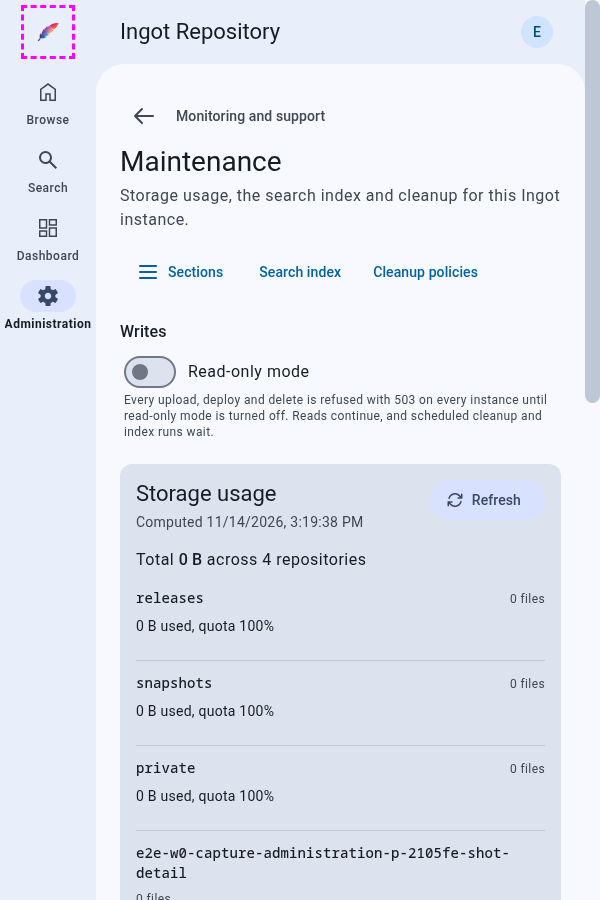 Ingot Repository
E
Browse
Search
Dashboard
Administration
Monitoring and support
Maintenance
Storage usage, the search index and cleanup for this Ingot
instance.
Sections
Search index
Cleanup policies
Writes
Read-only mode
Every upload, deploy and delete is refused with 503 on every instance until
read-only mode is turned off. Reads continue, and scheduled cleanup and
index runs wait.
Storage usage
Refresh
Computed 11/14/2026, 3:19:38 PM
Total 0 B across 4 repositories
releases
0 files
0 B used, quota 100%
snapshots
0 files
0 B used, quota 100%
private
0 files
0 B used, quota 100%
e2e-w0-capture-administration-p-2105fe-shot-
detail
0 files